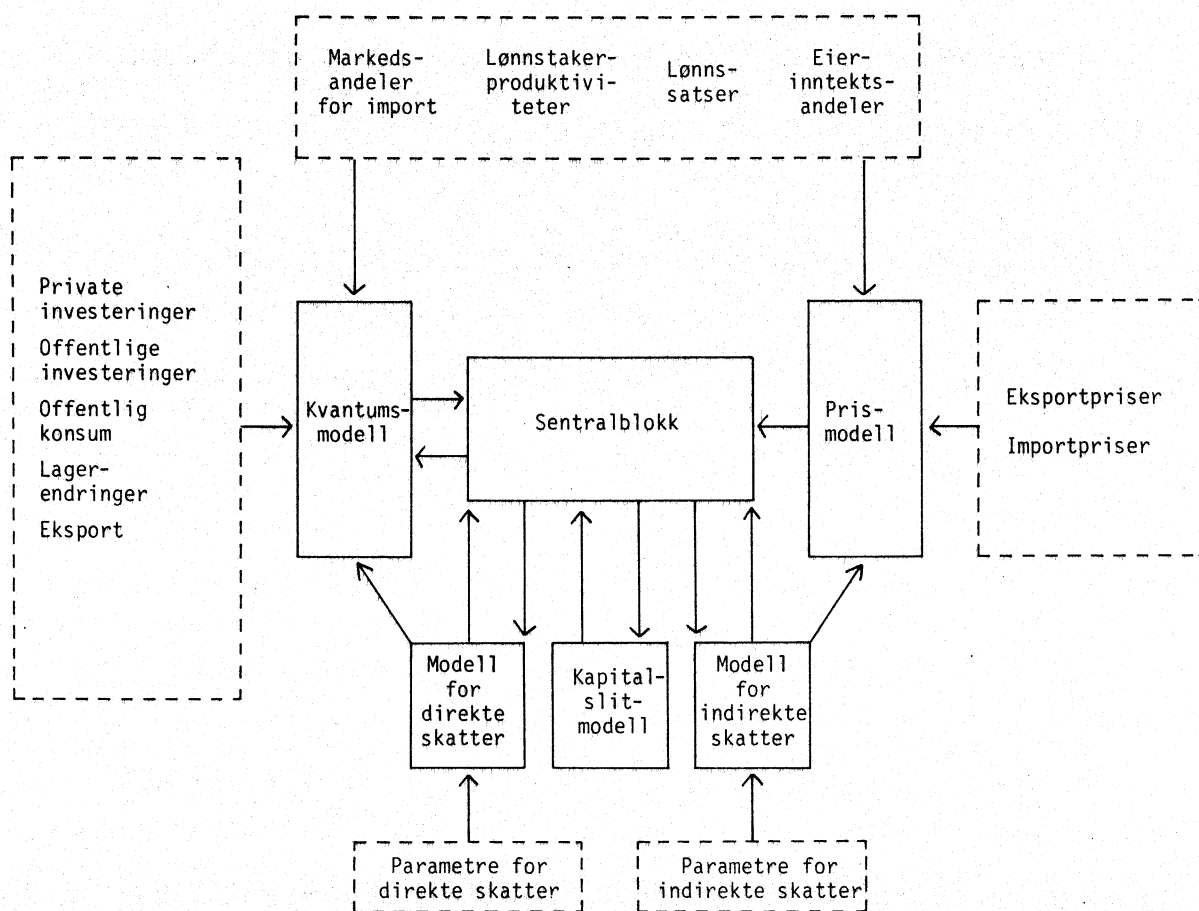 Markeds-
andeler
for import
Lønnstaker-
produktivi-
teter
Lønns-
satser
Eier-
inntekts-
andeler
Private
investeringer
Offentlige
investeringer
Offentlig
konsum
Lager-
endringer
Eksport
Kvantums-
modell
Sentralblokk
Pris-
modell
Eksportpriser
Importpriser
Modell
for
direkte
skatter
Kapital-
slit-
modell
Modell
for
indirekte
skatter
Parametre for
direkte skatter
Parametre for
indirekte skatter